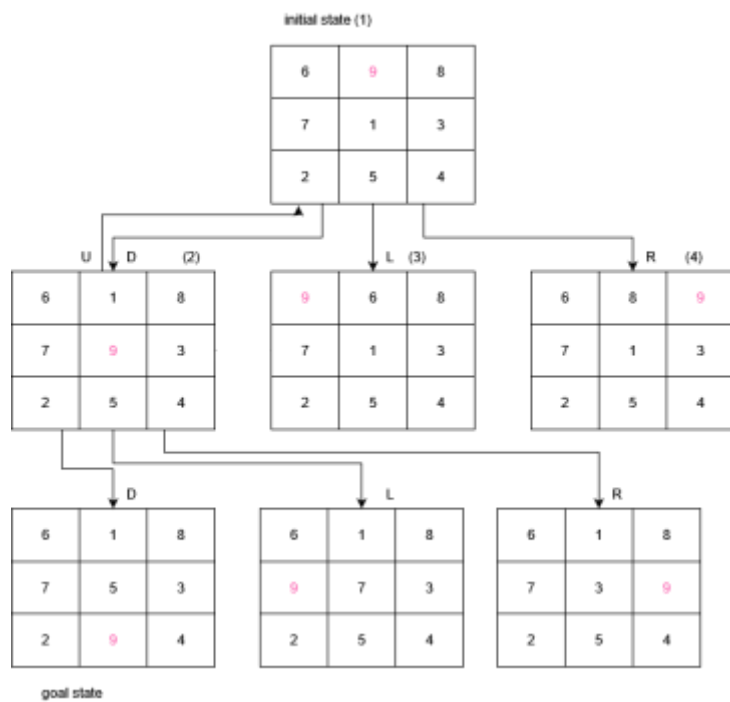 initial state (1)
6 9 8
7 1 3
2 5 4
U D (2) L (3) R (4)
6 1 8 9 6 8 6 8 9
7 9 3 7 1 3 7 1 3
2 5 4 2 5 4 2 5 4
D L R
6 1 8 6 1 8 6 1 8
7 5 3 9 7 3 7 3 9
2 9 4 2 5 4 2 5 4
goal state